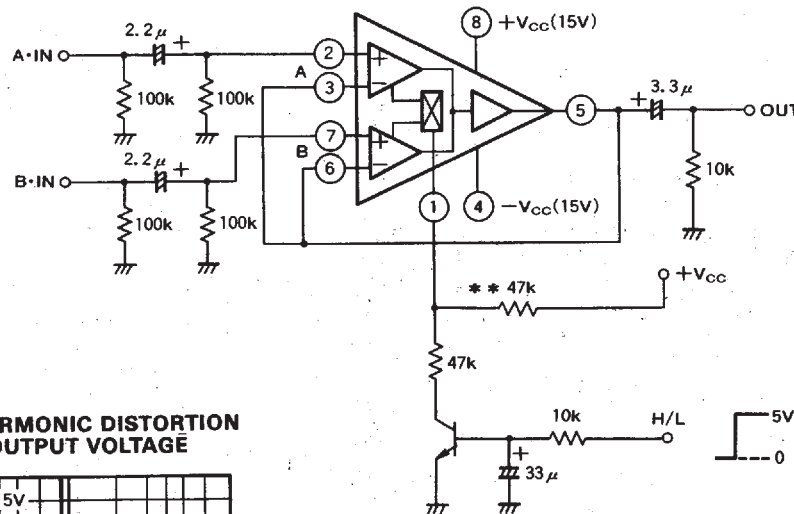 2.2μ
+
A·IN
100k
100k
2
3
A
+
−
8
+VCC(15V)
5
+
3.3μ
OUT
10k
2.2μ
+
B·IN
100k
100k
7
6
B
+
−
1
4
−VCC(15V)
** 47k
+VCC
47k
10k
H/L
5V
0
+
33μ
RMONIC DISTORTION
OUTPUT VOLTAGE
5V